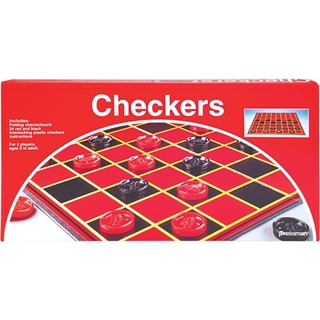 Checkers
Includes:
Folding checkerboard
24 red and black
interlocking plastic checkers
Instructions
For 2 players,
ages 6 to adult
Pressman